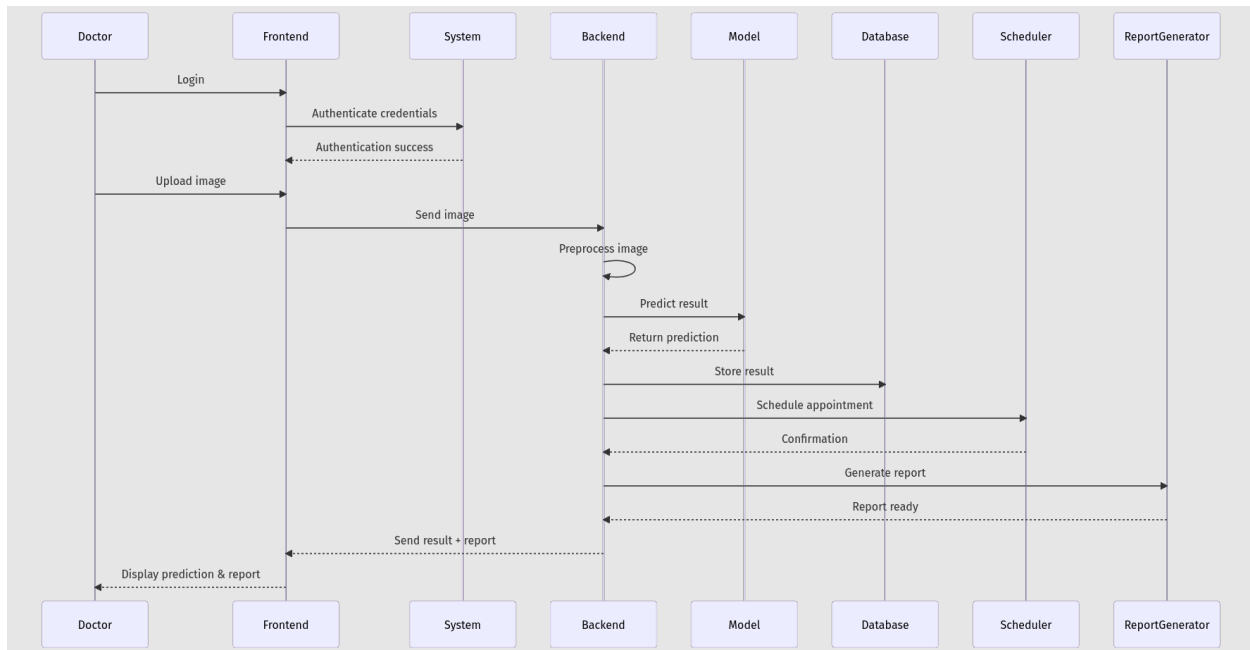 Doctor
Frontend
System
Backend
Model
Database
Scheduler
ReportGenerator
Login
Authenticate credentials
Authentication success
Upload image
Send image
Preprocess image
Predict result
Return prediction
Store result
Schedule appointment
Confirmation
Generate report
Report ready
Send result + report
Display prediction & report
Doctor
Frontend
System
Backend
Model
Database
Scheduler
ReportGenerator